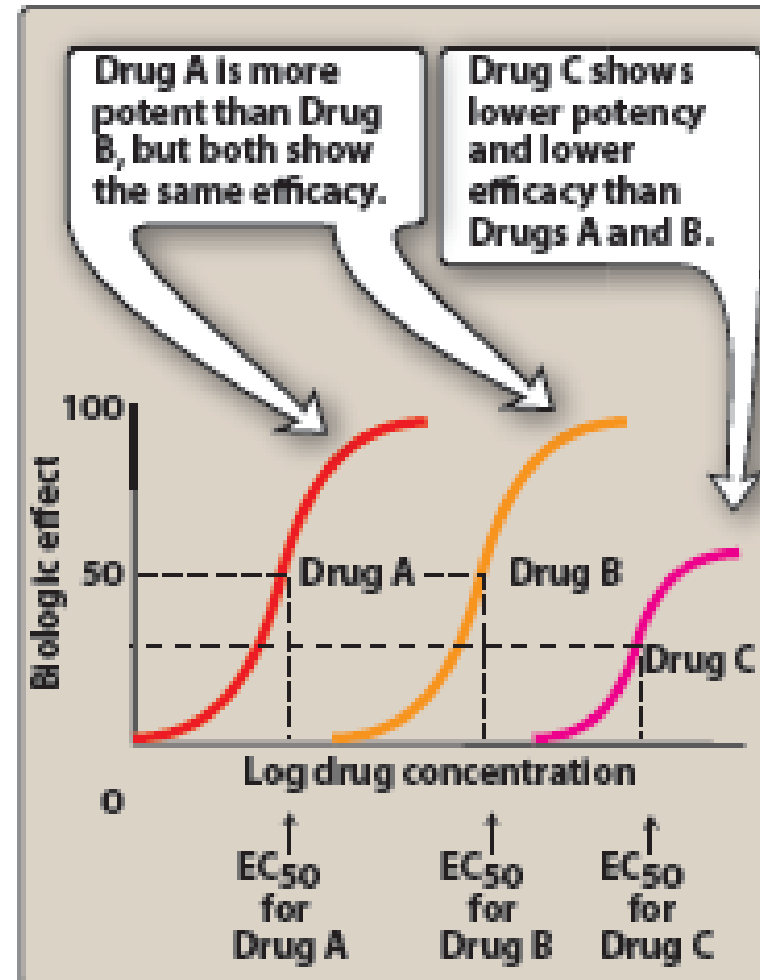 Drug A is more
potent than Drug
B, but both show
the same efficacy.
Drug C shows
lower potency
and lower
efficacy than
Drugs A and B.
100
Biologic effect
50
Drug A
Drug B
Drug C
Log drug concentration
0
EC50
for
Drug A
EC50
for
Drug B
EC50
for
Drug C